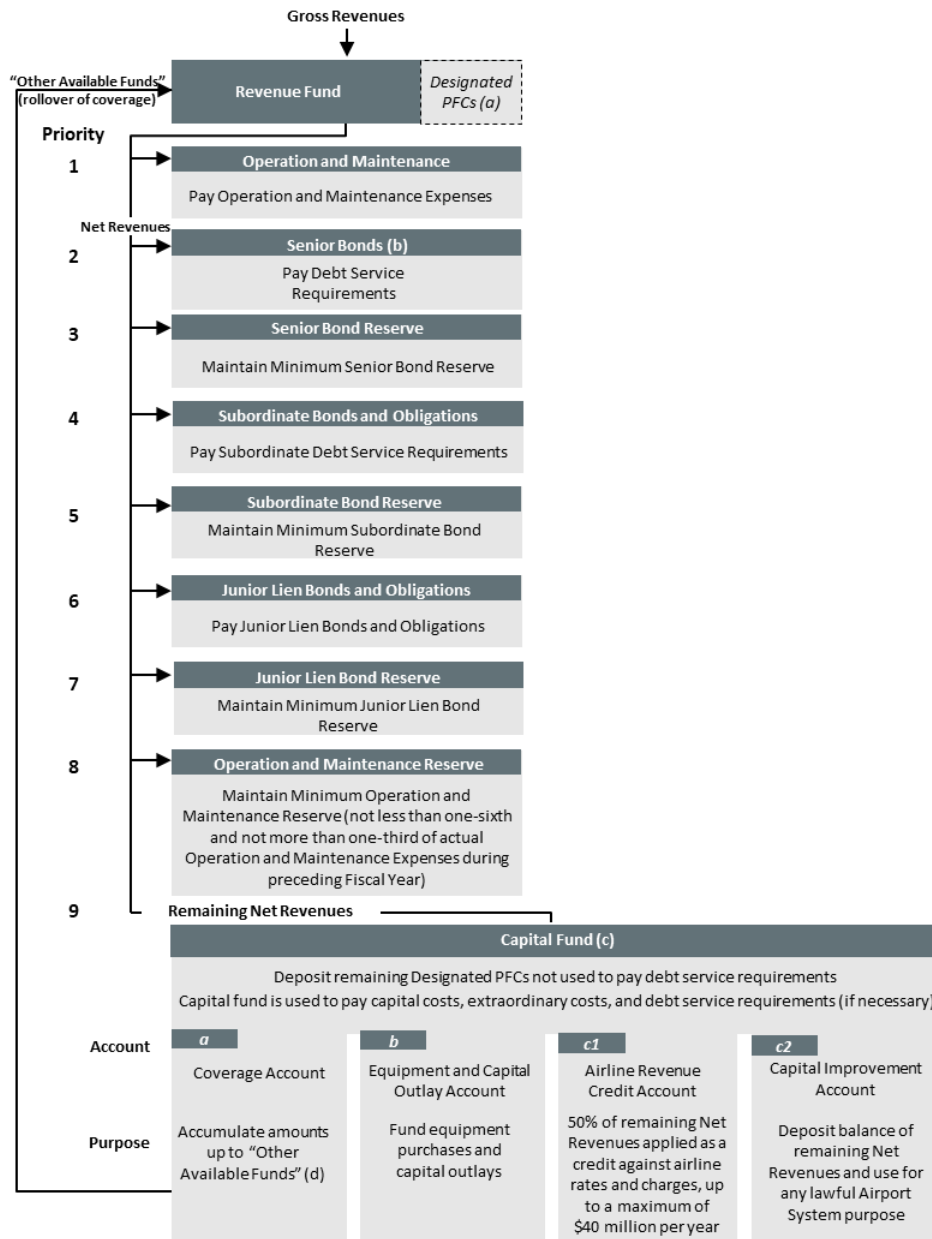 Gross Revenues
"Other Available Funds"
(rollover of coverage)
Revenue Fund
Designated
PFCs (a)
Priority
1
Operation and Maintenance
Pay Operation and Maintenance Expenses
Net Revenues
2
Senior Bonds (b)
Pay Debt Service
Requirements
3
Senior Bond Reserve
Maintain Minimum Senior Bond Reserve
4
Subordinate Bonds and Obligations
Pay Subordinate Debt Service Requirements
5
Subordinate Bond Reserve
Maintain Minimum Subordinate Bond
Reserve
6
Junior Lien Bonds and Obligations
Pay Junior Lien Bonds and Obligations
7
Junior Lien Bond Reserve
Maintain Minimum Junior Lien Bond
Reserve
8
Operation and Maintenance Reserve
Maintain Minimum Operation and
Maintenance Reserve (not less than one-sixth
and not more than one-third of actual
Operation and Maintenance Expenses during
preceding Fiscal Year)
9
Remaining Net Revenues
Capital Fund (c)
Deposit remaining Designated PFCs not used to pay debt service requirements
Capital fund is used to pay capital costs, extraordinary costs, and debt service requirements (if necessary)
Account
a
Coverage Account
b
Equipment and Capital
Outlay Account
c1
Airline Revenue
Credit Account
c2
Capital Improvement
Account
Purpose
Accumulate amounts
up to "Other
Available Funds" (d)
Fund equipment
purchases and
capital outlays
50% of remaining Net
Revenues applied as a
credit against airline
rates and charges, up
to a maximum of
$40 million per year
Deposit balance of
remaining Net
Revenues and use for
any lawful Airport
System purpose